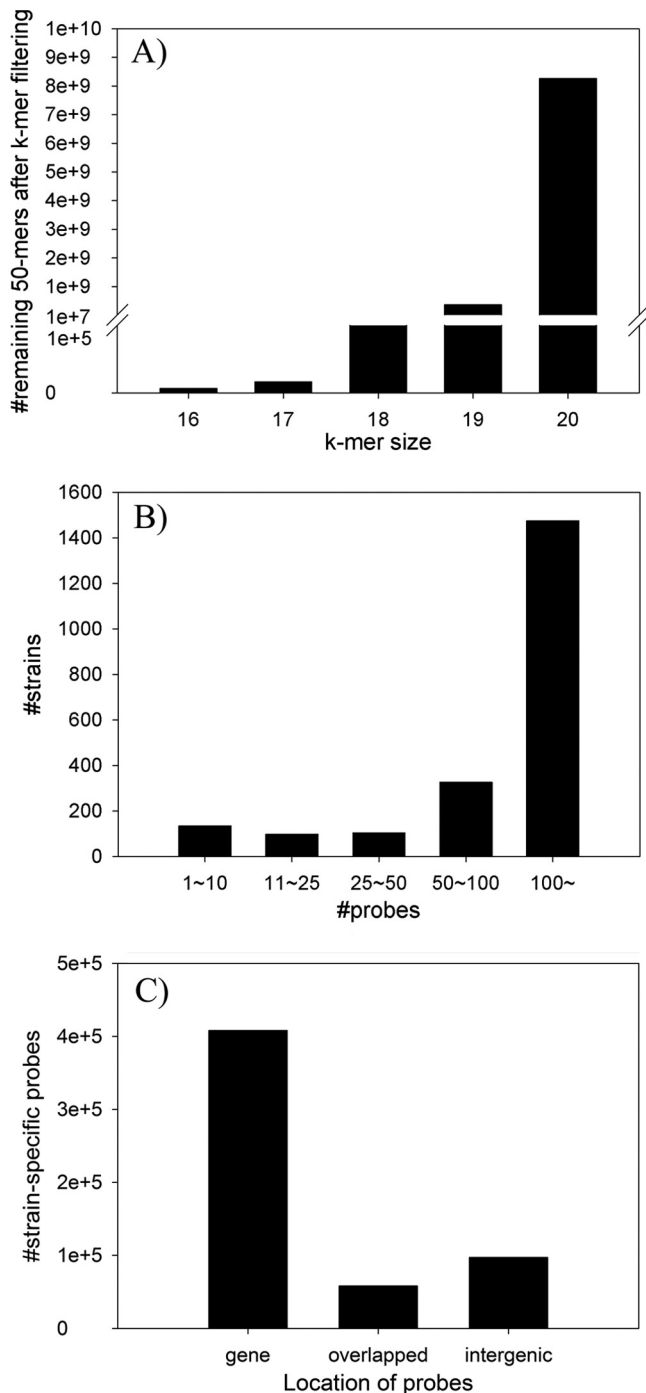 #remaining 50-mers after k-mer filtering
A)
1e+10
9e+9
8e+9
7e+9
6e+9
5e+9
4e+9
3e+9
2e+9
1e+9
1e+7
1e+5
0
16 17 18 19 20
k-mer size
#strains
B)
1600
1400
1200
1000
800
600
400
200
0
1~10 11~25 25~50 50~100 100~
#probes
#strain-specific probes
C)
5e+5
4e+5
3e+5
2e+5
1e+5
0
gene overlapped intergenic
Location of probes